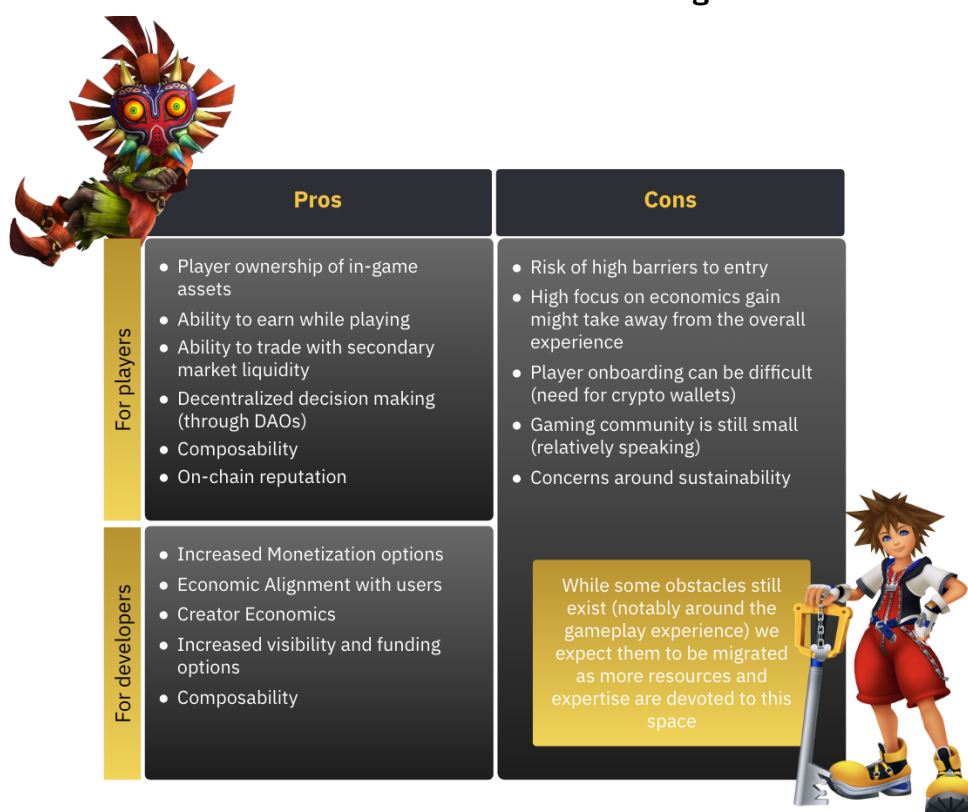 Pros
Cons
For players
● Player ownership of in-game
assets
● Ability to earn while playing
● Ability to trade with secondary
market liquidity
● Decentralized decision making
(through DAOs)
● Composability
● On-chain reputation
● Risk of high barriers to entry
● High focus on economics gain
might take away from the overall
experience
● Player onboarding can be difficult
(need for crypto wallets)
● Gaming community is still small
(relatively speaking)
● Concerns around sustainability
For developers
● Increased Monetization options
● Economic Alignment with users
● Creator Economics
● Increased visibility and funding
options
● Composability
While some obstacles still
exist (notably around the
gameplay experience) we
expect them to be migrated
as more resources and
expertise are devoted to this
space